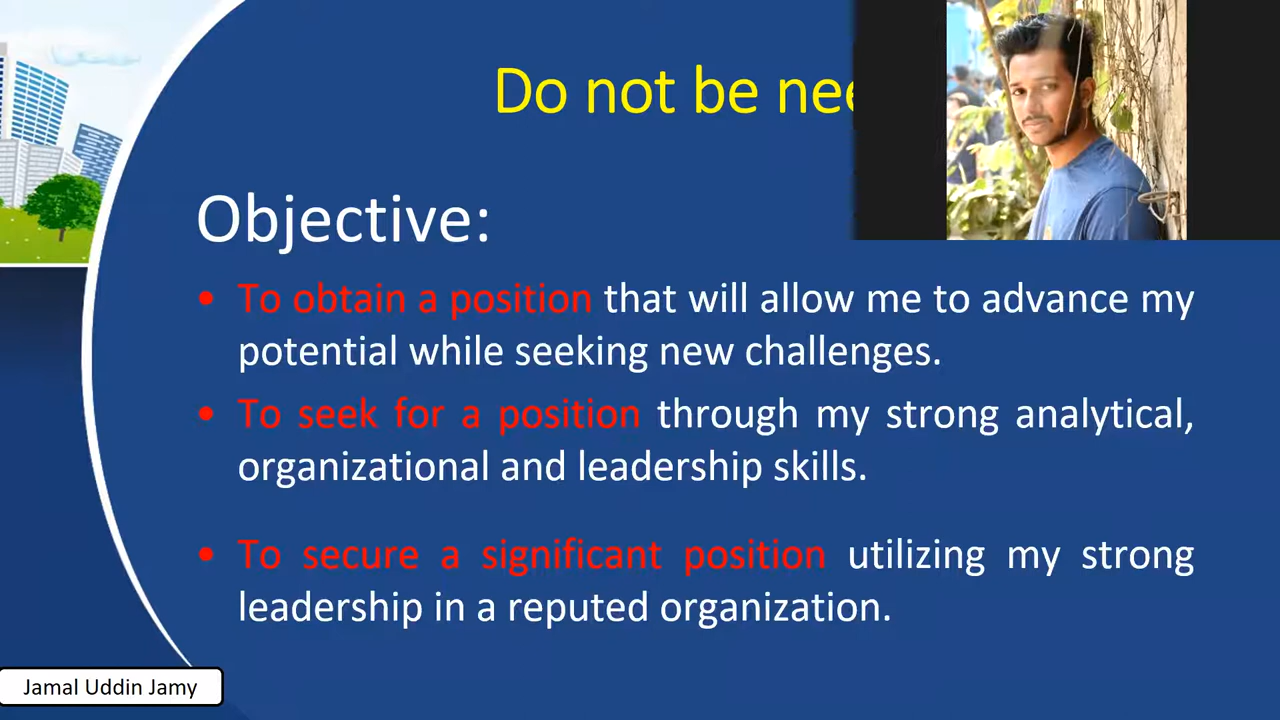 Do not be nee
Objective:
• To obtain a position that will allow me to advance my
potential while seeking new challenges.
• To seek for a position through my strong analytical,
organizational and leadership skills.
• To secure a significant position utilizing my strong
leadership in a reputed organization.
Jamal Uddin Jamy